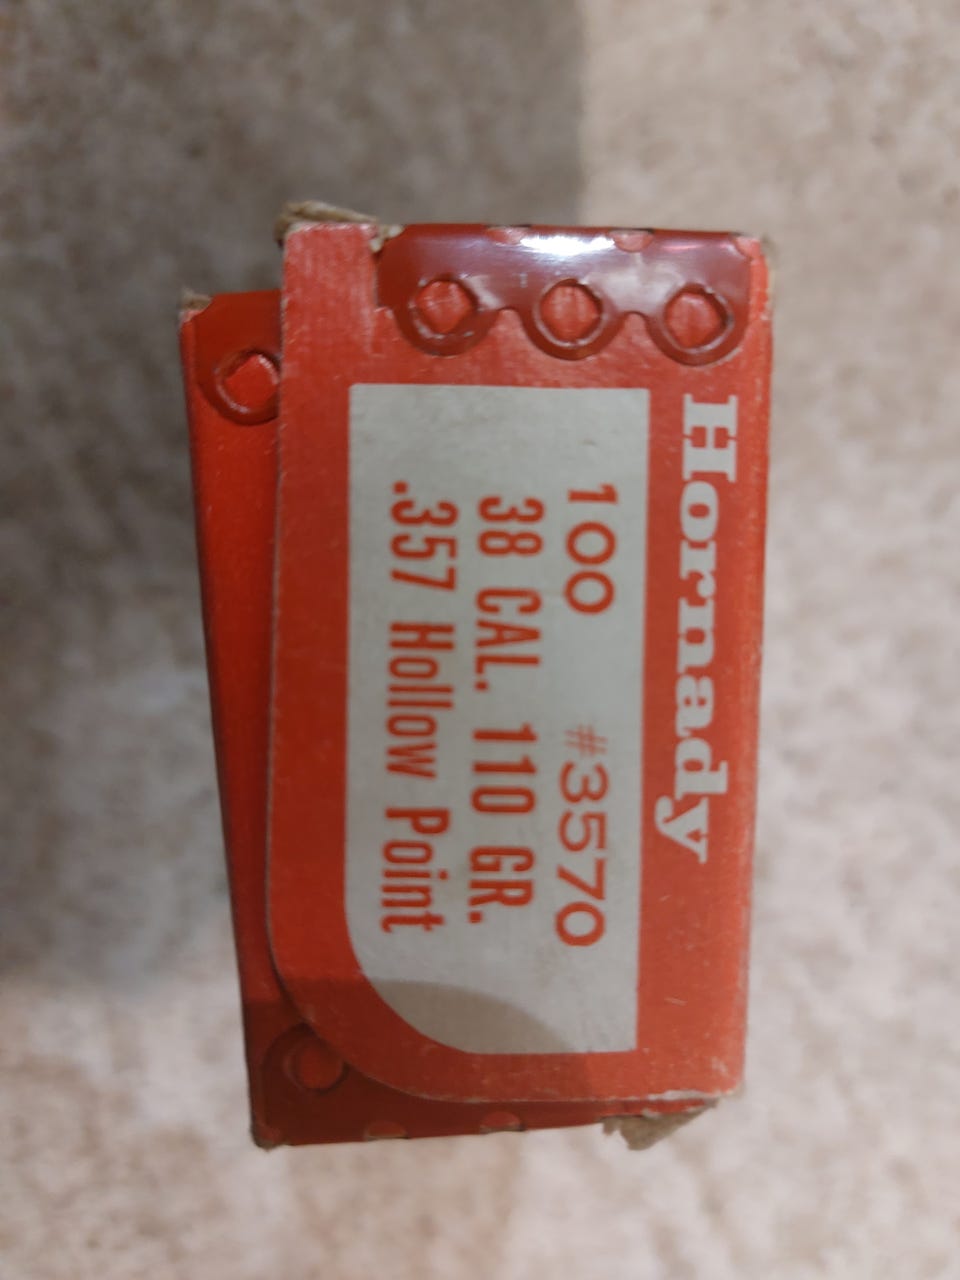 Hornady
100 #3570
38 CAL. 110 GR.
.357 Hollow Point